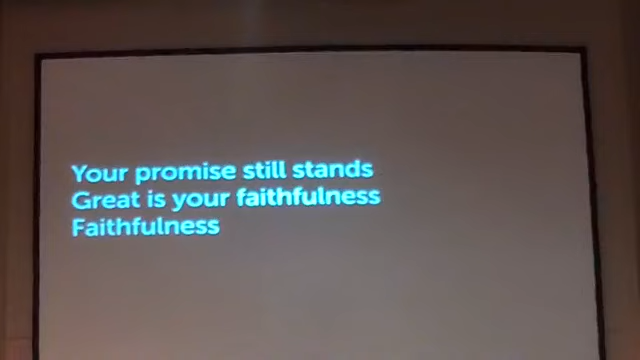 Your promise still stands
Great is your faithfulness
Faithfulness